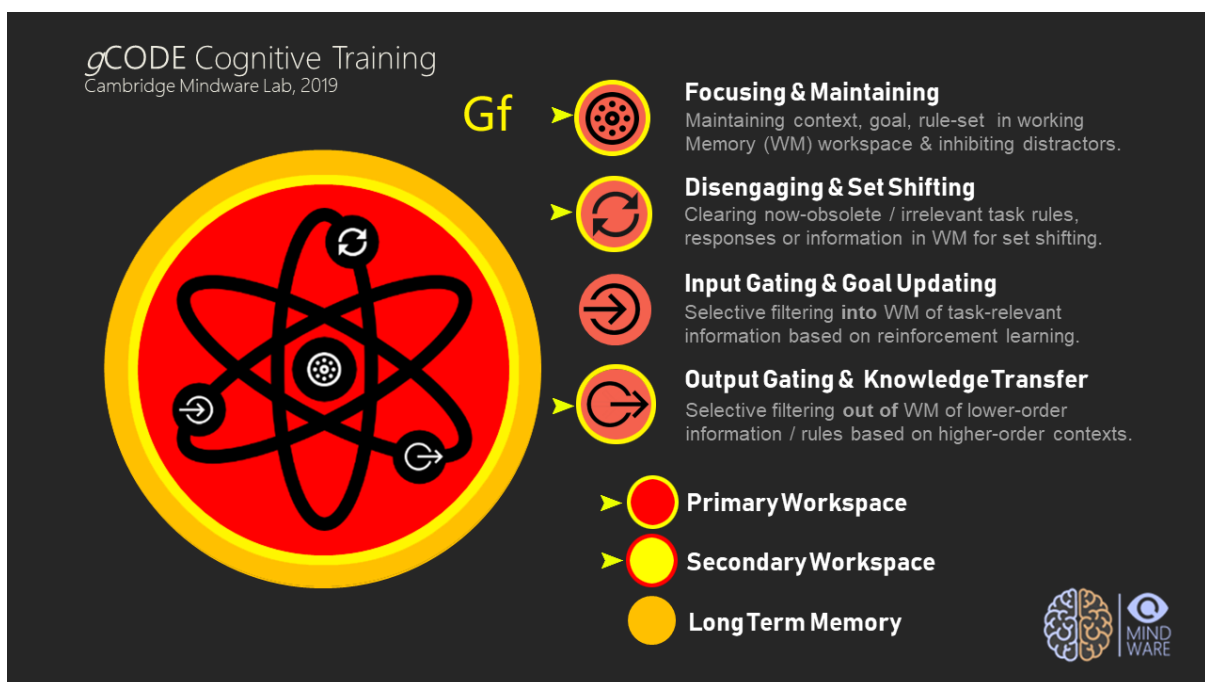 gCODE Cognitive Training
Cambridge Mindware Lab, 2019
Gf
Focusing & Maintaining
Maintaining context, goal, rule-set in working
Memory (WM) workspace & inhibiting distractors.
Disengaging & Set Shifting
Clearing now-obsolete / irrelevant task rules,
responses or information in WM for set shifting.
Input Gating & Goal Updating
Selective filtering into WM of task-relevant
information based on reinforcement learning.
Output Gating & Knowledge Transfer
Selective filtering out of WM of lower-order
information / rules based on higher-order contexts.
Primary Workspace
Secondary Workspace
Long Term Memory
MIND
WARE